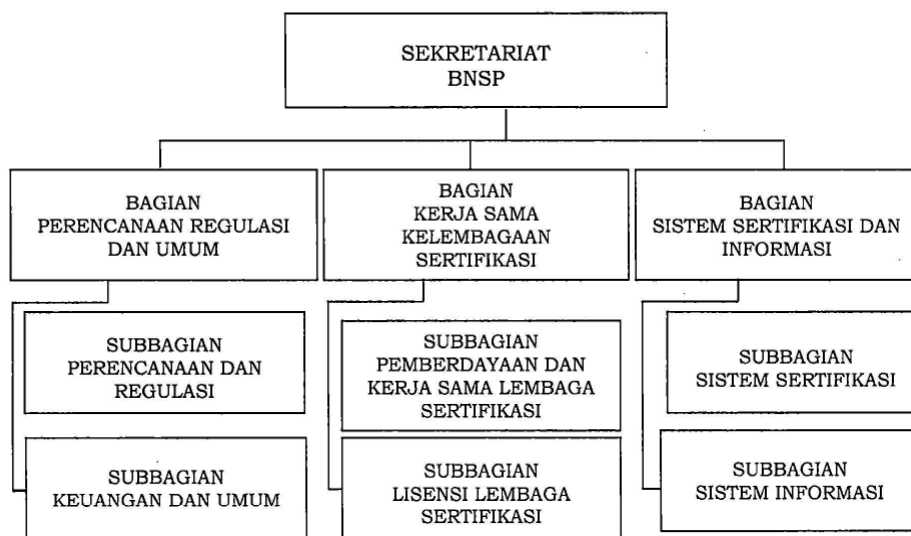 SEKRETARIAT
BNSP
BAGIAN
PERENCANAAN REGULASI
DAN UMUM
BAGIAN
KERJA SAMA
KELEMBAGAAN
SERTIFIKASI
BAGIAN
SISTEM SERTIFIKASI DAN
INFORMASI
SUBBAGIAN
PERENCANAAN DAN
REGULASI
SUBBAGIAN
PEMBERDAYAAN DAN
KERJA SAMA LEMBAGA
SERTIFIKASI
SUBBAGIAN
SISTEM SERTIFIKASI
SUBBAGIAN
KEUANGAN DAN UMUM
SUBBAGIAN
LISENSI LEMBAGA
SERTIFIKASI
SUBBAGIAN
SISTEM INFORMASI